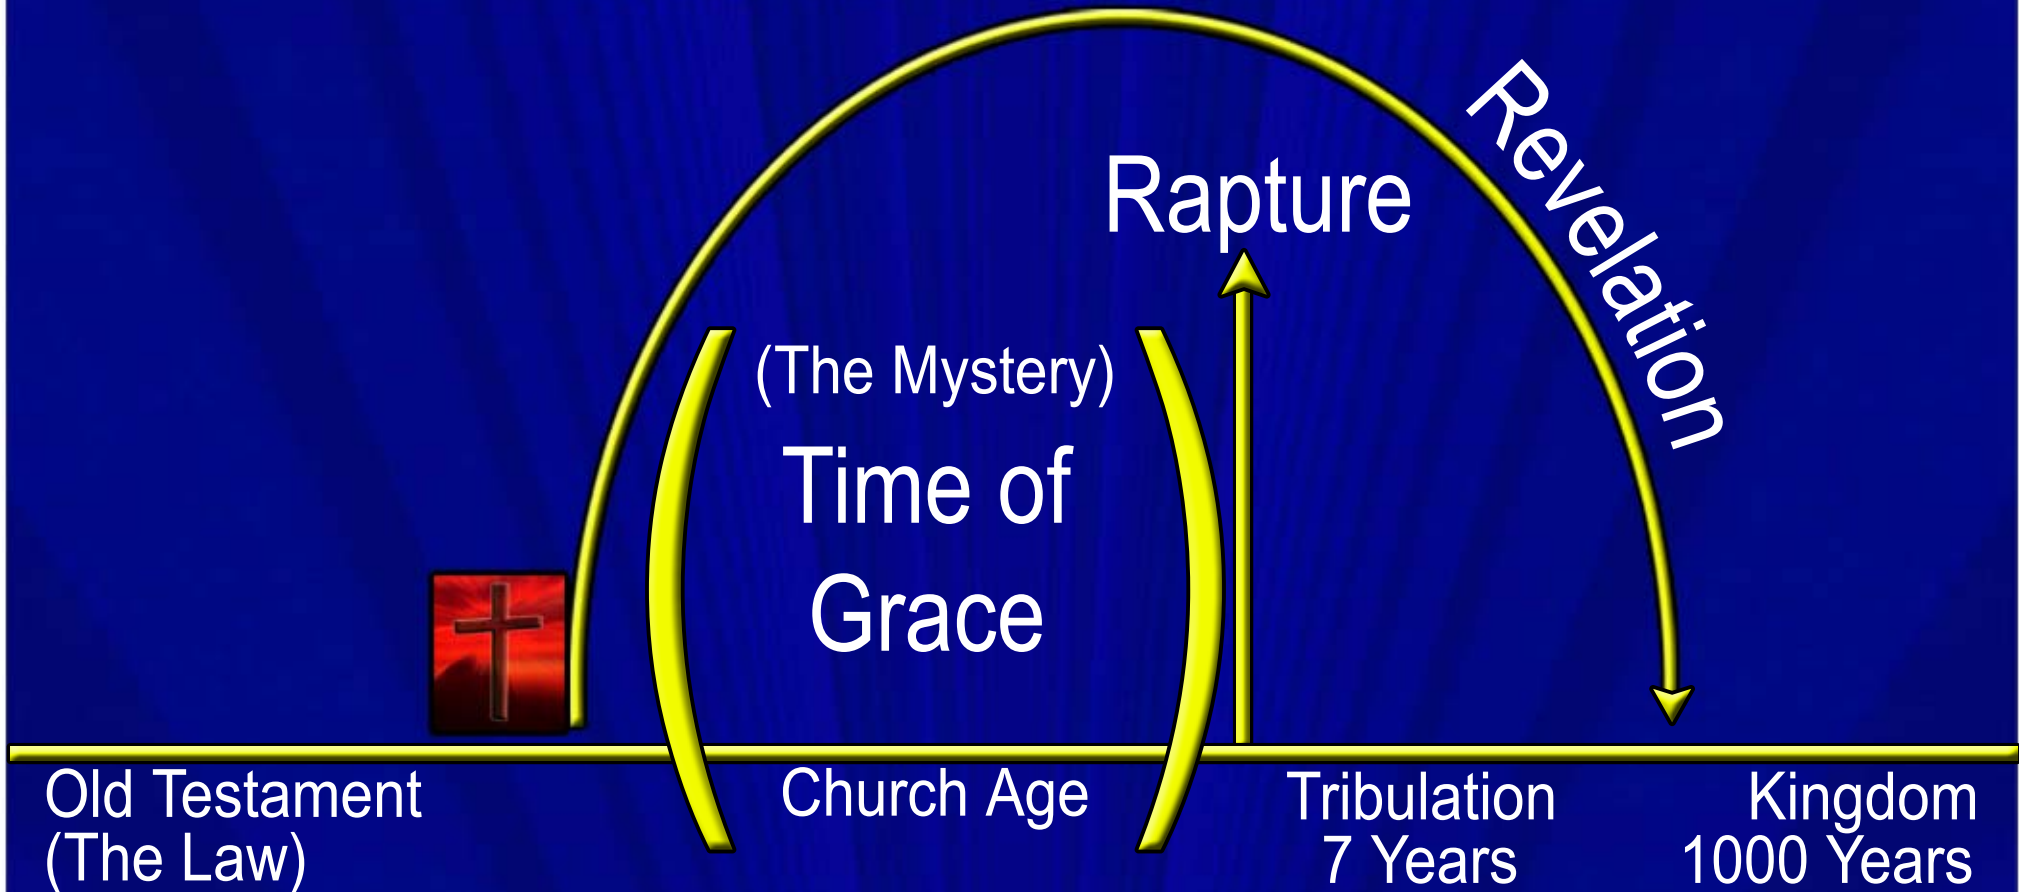 Revelation
Rapture
(The Mystery)
Time of
Grace
Old Testament
(The Law)
Church Age
Tribulation
7 Years
Kingdom
1000 Years